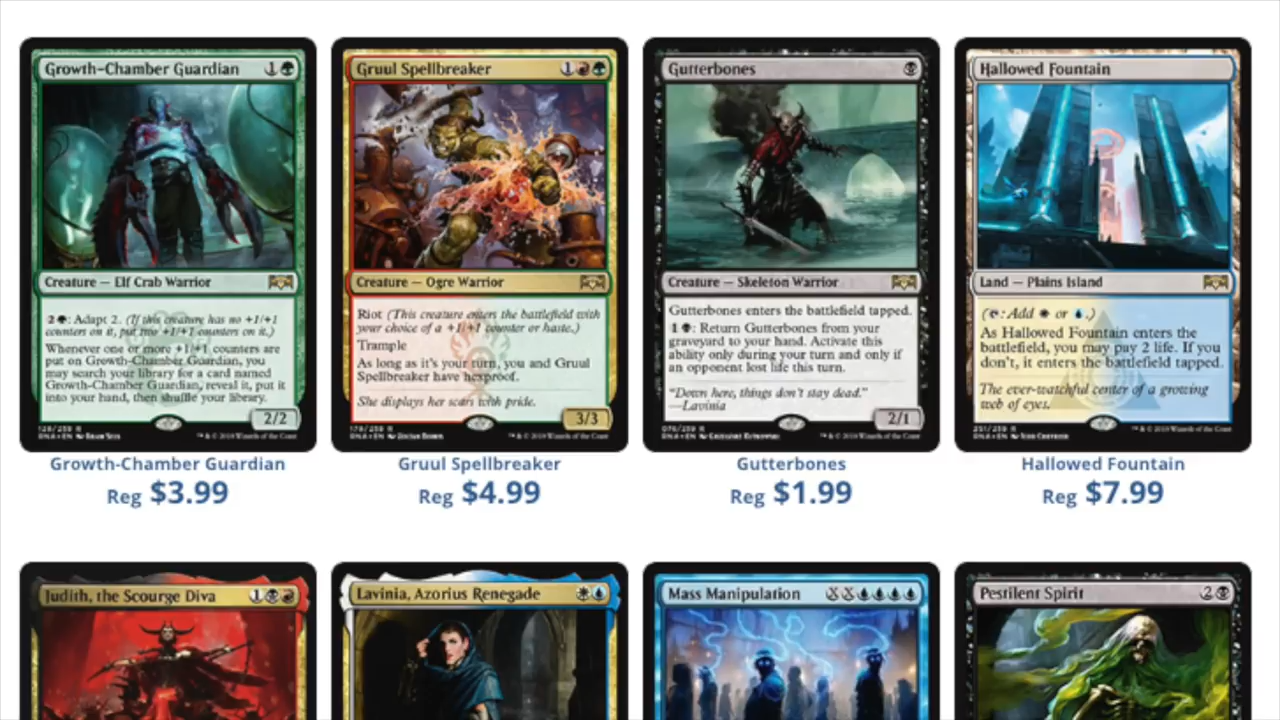 Growth-Chamber Guardian 1
Gruul Spellbreaker 1
Gutterbones
Hallowed Fountain
Creature — Elf Crab Warrior
Creature — Ogre Warrior
Creature — Skeleton Warrior
Land — Plains Island
2: Adapt 2. (If this creature has no +1/+1
counters on it, put two +1/+1 counters on it.)
Whenever one or more +1/+1 counters are
put on Growth-Chamber Guardian, you
may search your library for a card named
Growth-Chamber Guardian, reveal it, put it
into your hand, then shuffle your library.
2/2
Riot (This creature enters the battlefield with
your choice of a +1/+1 counter or haste.)
Trample
As long as it's your turn, you and Gruul
Spellbreaker have hexproof.
She displays her scars with pride.
3/3
Gutterbones enters the battlefield tapped.
1: Return Gutterbones from your
graveyard to your hand. Activate this
ability only during your turn and only if
an opponent lost life this turn.
"Down here, things don't stay dead."
—Lavinia
2/1
(: Add or .)
As Hallowed Fountain enters the
battlefield, you may pay 2 life. If you
don't, it enters the battlefield tapped.
The ever-watchful center of a growing
web of eyes.
Growth-Chamber Guardian
Reg $3.99
Gruul Spellbreaker
Reg $4.99
Gutterbones
Reg $1.99
Hallowed Fountain
Reg $7.99
Judith, the Scourge Diva 1
Lavinia, Azorius Renegade
Mass Manipulation X X
Pestilent Spirit 2